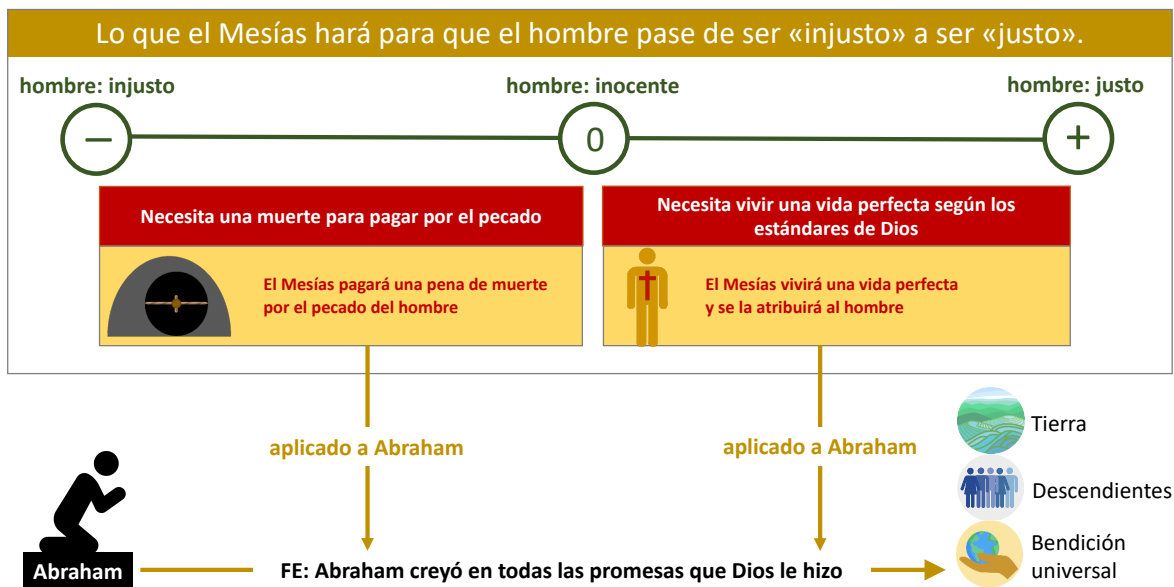 Lo que el Mesías hará para que el hombre pase de ser «injusto» a ser «justo».
hombre: injusto
hombre: inocente
hombre: justo
–
0
+
Necesita una muerte para pagar por el pecado
Necesita vivir una vida perfecta según los
estándares de Dios
El Mesías pagará una pena de muerte
por el pecado del hombre
El Mesías vivirá una vida perfecta
y se la atribuirá al hombre
aplicado a Abraham
aplicado a Abraham
Tierra
Descendientes
Bendición
universal
Abraham
FE: Abraham creyó en todas las promesas que Dios le hizo